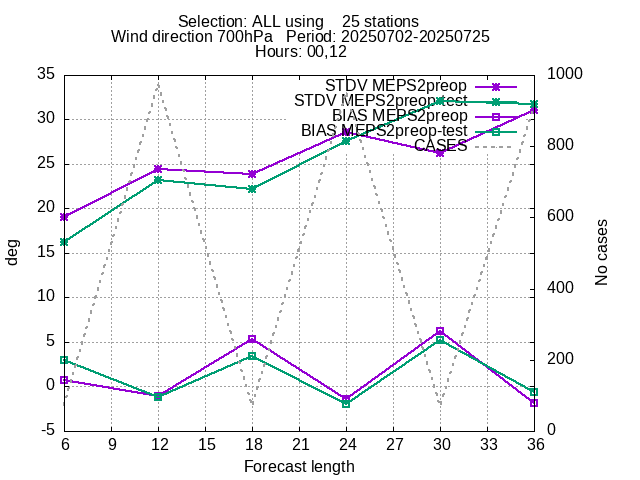 Selection: ALL using    25 stations
Wind direction 700hPa   Period: 20250702-20250725
Hours: 00,12
STDV MEPS2preop
STDV MEPS2preop-test
BIAS MEPS2preop
BIAS MEPS2preop-test
CASES
35
30
25
20
15
10
5
0
-5
deg
1000
800
600
400
200
0
No cases
6 9 12 15 18 21 24 27 30 33 36
Forecast length